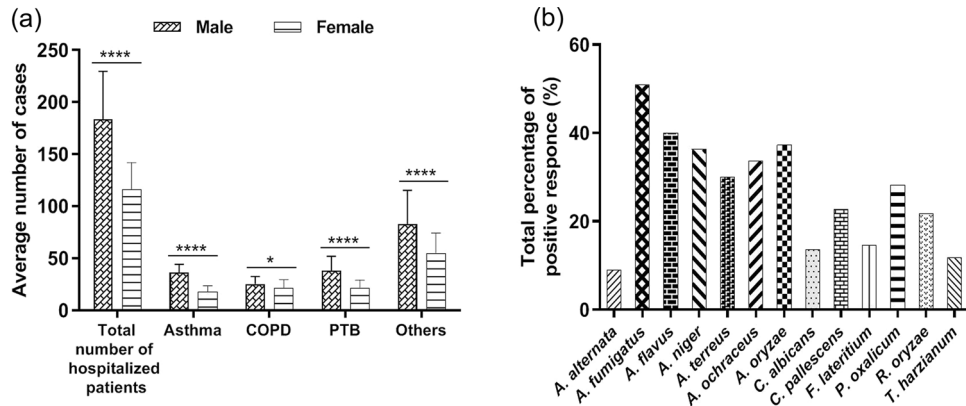 (a)
Male Female
Average number of cases
250
200
150
100
50
0
****
****
*
****
****
Total
number of
hospitalized
patients
Asthma
COPD
PTB
Others
(b)
Total percentage of
positive responce (%)
60
40
20
0
A. alternata
A. fumigatus
A. flavus
A. niger
A. terreus
A. ochraceus
A. oryzae
C. albicans
C. pallescens
F. lateritium
P. oxalicum
R. oryzae
T. harzianum